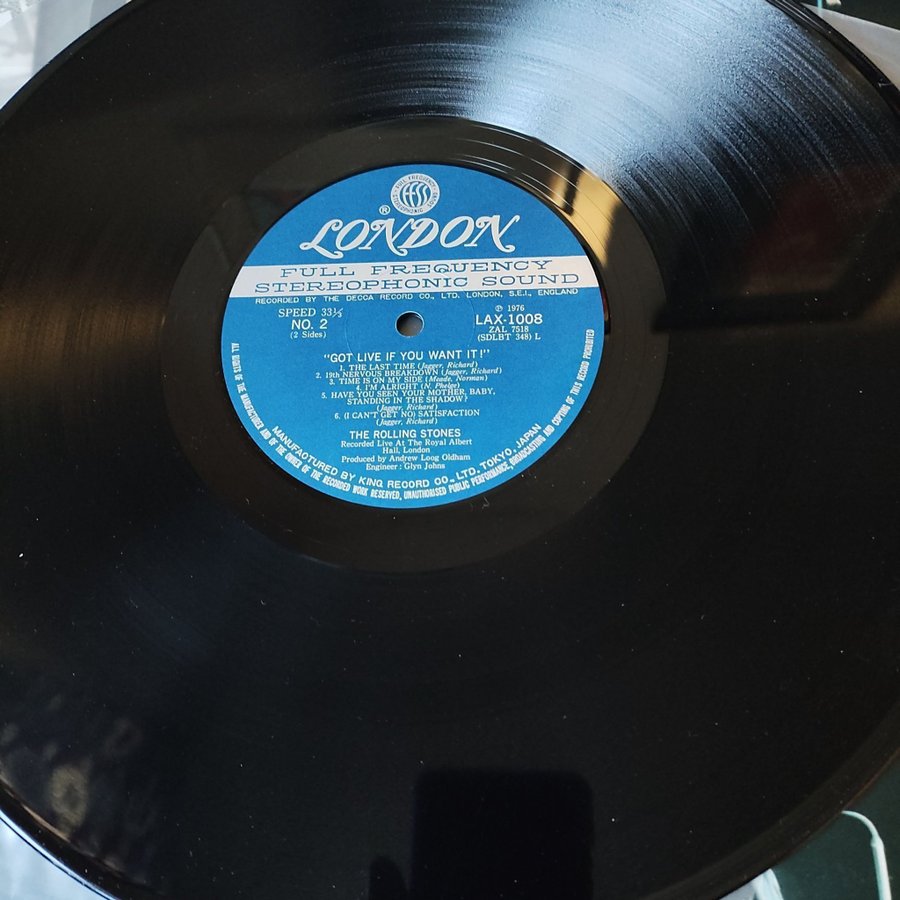 FULL FREQUENCY STEREOPHONIC SOUND
FFSS
® LONDON
FULL FREQUENCY
STEREOPHONIC SOUND
RECORDED BY THE DECCA RECORD CO., LTD. LONDON, S.E.I., ENGLAND
SPEED 33⅓
NO. 2
(2 Sides)
Ⓟ 1976
LAX-1008
ZAL 7518
(SDLBT 348) L
"GOT LIVE IF YOU WANT IT!"
1. THE LAST TIME (Jagger, Richard)
2. 19th NERVOUS BREAKDOWN (Jagger, Richard)
3. TIME IS ON MY SIDE (Meade, Norman)
4. I'M ALRIGHT (N. Phelge)
5. HAVE YOU SEEN YOUR MOTHER, BABY,
STANDING IN THE SHADOW?
(Jagger, Richard)
6. (I CAN'T GET NO) SATISFACTION
(Jagger, Richard)
THE ROLLING STONES
Recorded Live At The Royal Albert
Hall, London
Produced by Andrew Loog Oldham
Engineer : Glyn Johns
MANUFACTURED BY KING RECORD CO., LTD. TOKYO. JAPAN
ALL RIGHTS OF THE MANUFACTURER AND OF THE OWNER OF THE RECORDED WORK RESERVED, UNAUTHORISED PUBLIC PERFORMANCE, BROADCASTING AND COPYING OF THIS RECORD PROHIBITED